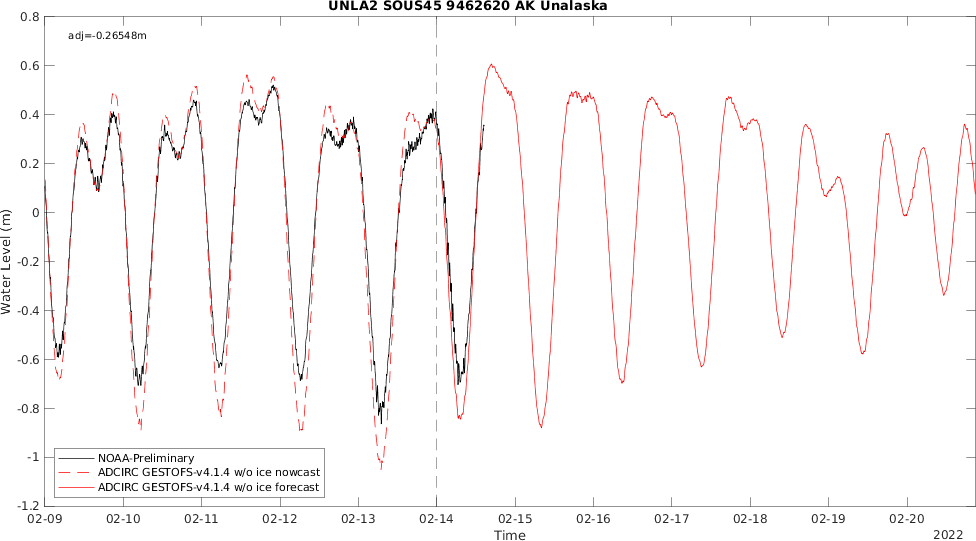 UNLA2 SOUS45 9462620 AK Unalaska
adj=-0.26548m
0.8
0.6
0.4
0.2
0
-0.2
-0.4
-0.6
-0.8
-1
-1.2
Water Level (m)
NOAA-Preliminary
ADCIRC GESTOFS-v4.1.4 w/o ice nowcast
ADCIRC GESTOFS-v4.1.4 w/o ice forecast
02-09 02-10 02-11 02-12 02-13 02-14 02-15 02-16 02-17 02-18 02-19 02-20
Time
2022